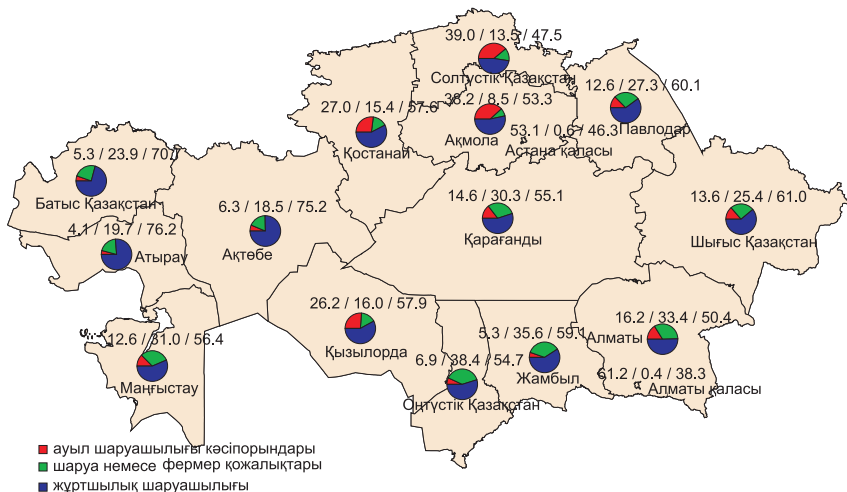 39.0 / 13.5 / 47.5
Солтүстік Қазақстан
12.6 / 27.3 / 60.1
Павлодар
38.2 / 8.5 / 53.3
Ақмола
27.0 / 15.4 / 57.6
Қостанай
53.1 / 0.6 / 46.3
Астана қаласы
5.3 / 23.9 / 70.7
Батыс Қазақстан
14.6 / 30.3 / 55.1
Қарағанды
13.6 / 25.4 / 61.0
Шығыс Қазақстан
6.3 / 18.5 / 75.2
Ақтөбе
4.1 / 19.7 / 76.2
Атырау
26.2 / 16.0 / 57.9
Қызылорда
16.2 / 33.4 / 50.4
Алматы
12.6 / 31.0 / 56.4
Маңғыстау
5.3 / 35.6 / 59.1
Жамбыл
6.9 / 38.4 / 54.7
Оңтүстік Қазақстан
61.2 / 0.4 / 38.3
Алматы қаласы
ауыл шаруашылығы кәсіпорындары
шаруа немесе фермер қожалықтары
жұртшылық шаруашылығы